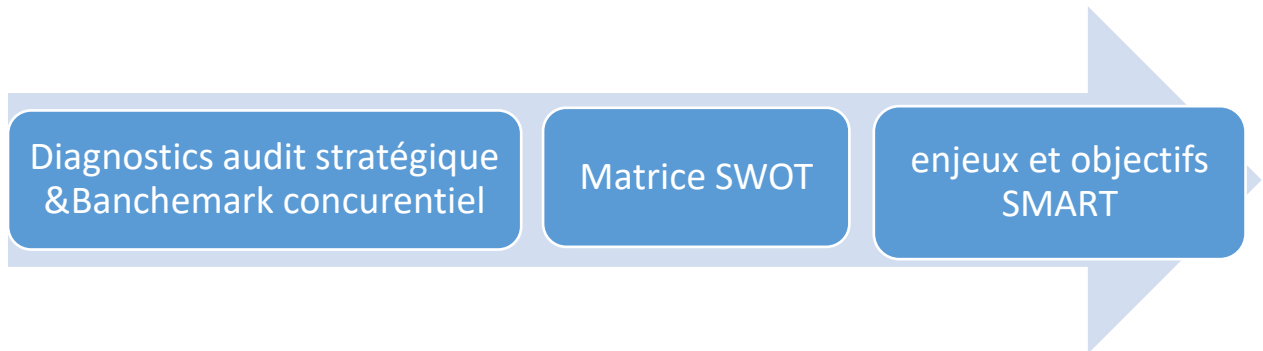 Diagnostics audit stratégique
&Banchemark concurentiel
Matrice SWOT
enjeux et objectifs
SMART